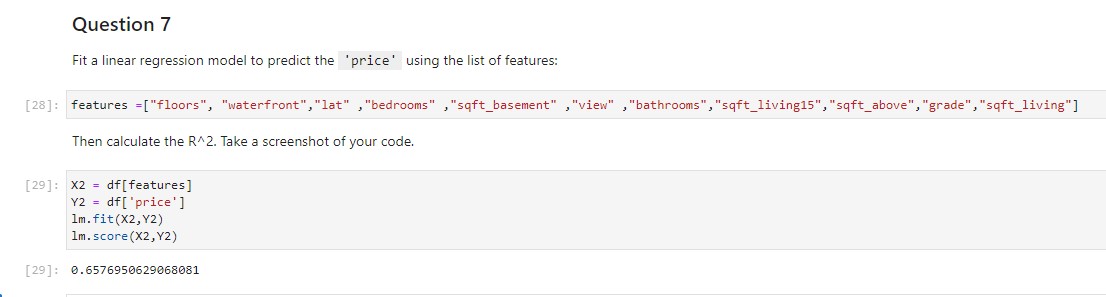 Question 7
Fit a linear regression model to predict the 'price' using the list of features:
[28]: features =["floors", "waterfront","lat" ,"bedrooms" ,"sqft_basement" ,"view" ,"bathrooms","sqft_living15","sqft_above","grade","sqft_living"]
Then calculate the R^2. Take a screenshot of your code.
[29]: X2 = df[features]
Y2 = df['price']
lm.fit(X2,Y2)
lm.score(X2,Y2)
[29]: 0.6576950629068081